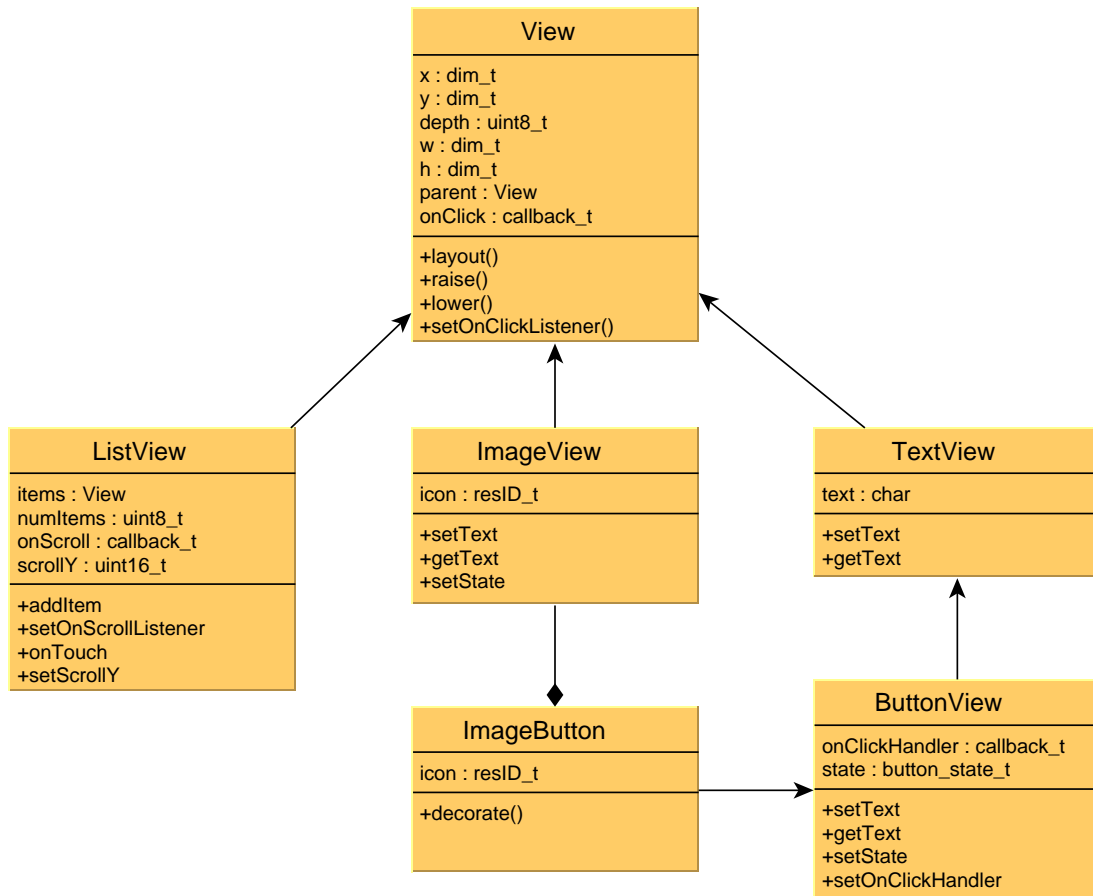 View
x : dim_t
y : dim_t
depth : uint8_t
w : dim_t
h : dim_t
parent : View
onClick : callback_t
+layout()
+raise()
+lower()
+setOnClickListener()
ListView
items : View
numItems : uint8_t
onScroll : callback_t
scrollY : uint16_t
+addItem
+setOnScrollListener
+onTouch
+setScrollY
ImageView
icon : resID_t
+setText
+getText
+setState
TextView
text : char
+setText
+getText
ImageButton
icon : resID_t
+decorate()
ButtonView
onClickHandler : callback_t
state : button_state_t
+setText
+getText
+setState
+setOnClickHandler